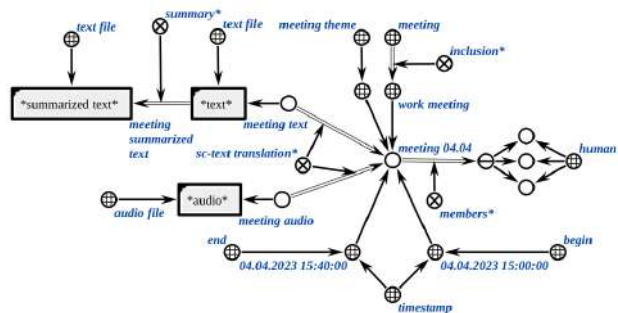 text file
summary*
text file
meeting theme
meeting
inclusion*
*summarized text*
*text*
work meeting
meeting
summarized
text
meeting text
meeting 04.04
sc-text translation*
human
*audio*
audio file
meeting audio
members*
end
begin
04.04.2023 15:40:00
04.04.2023 15:00:00
timestamp